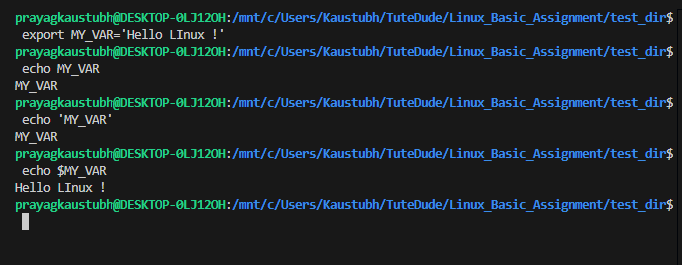 prayagkaustubh@DESKTOP-0LJ12OH:/mnt/c/Users/Kaustubh/TuteDude/Linux_Basic_Assignment/test_dir$
export MY_VAR='Hello LInux !'
prayagkaustubh@DESKTOP-0LJ12OH:/mnt/c/Users/Kaustubh/TuteDude/Linux_Basic_Assignment/test_dir$
echo MY_VAR
MY_VAR
prayagkaustubh@DESKTOP-0LJ12OH:/mnt/c/Users/Kaustubh/TuteDude/Linux_Basic_Assignment/test_dir$
echo 'MY_VAR'
MY_VAR
prayagkaustubh@DESKTOP-0LJ12OH:/mnt/c/Users/Kaustubh/TuteDude/Linux_Basic_Assignment/test_dir$
echo $MY_VAR
Hello LInux !
prayagkaustubh@DESKTOP-0LJ12OH:/mnt/c/Users/Kaustubh/TuteDude/Linux_Basic_Assignment/test_dir$